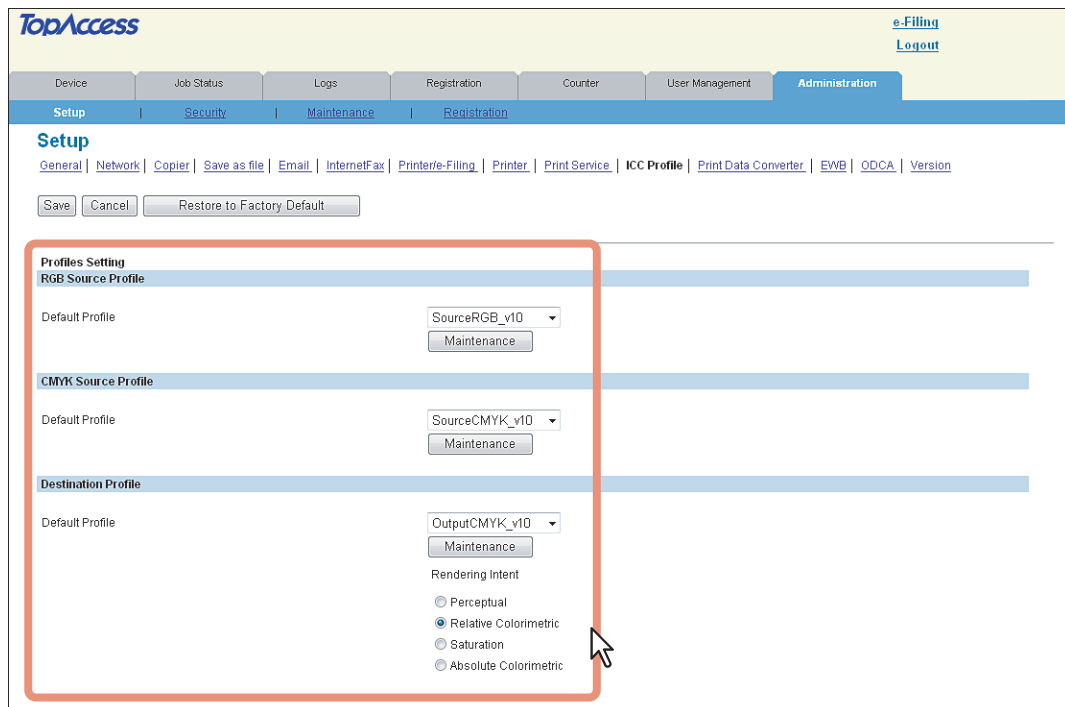 TopAccess
e-Filing
Logout
Device Job Status Logs Registration Counter User Management Administration
Setup | Security | Maintenance | Registration
Setup
General | Network | Copier | Save as file | Email | InternetFax | Printer/e-Filing | Printer | Print Service | ICC Profile | Print Data Converter | EWB | ODCA | Version
Save Cancel Restore to Factory Default
Profiles Setting
RGB Source Profile
Default Profile SourceRGB_v10
Maintenance
CMYK Source Profile
Default Profile SourceCMYK_v10
Maintenance
Destination Profile
Default Profile OutputCMYK_v10
Maintenance
Rendering Intent
Perceptual
Relative Colorimetric
Saturation
Absolute Colorimetric